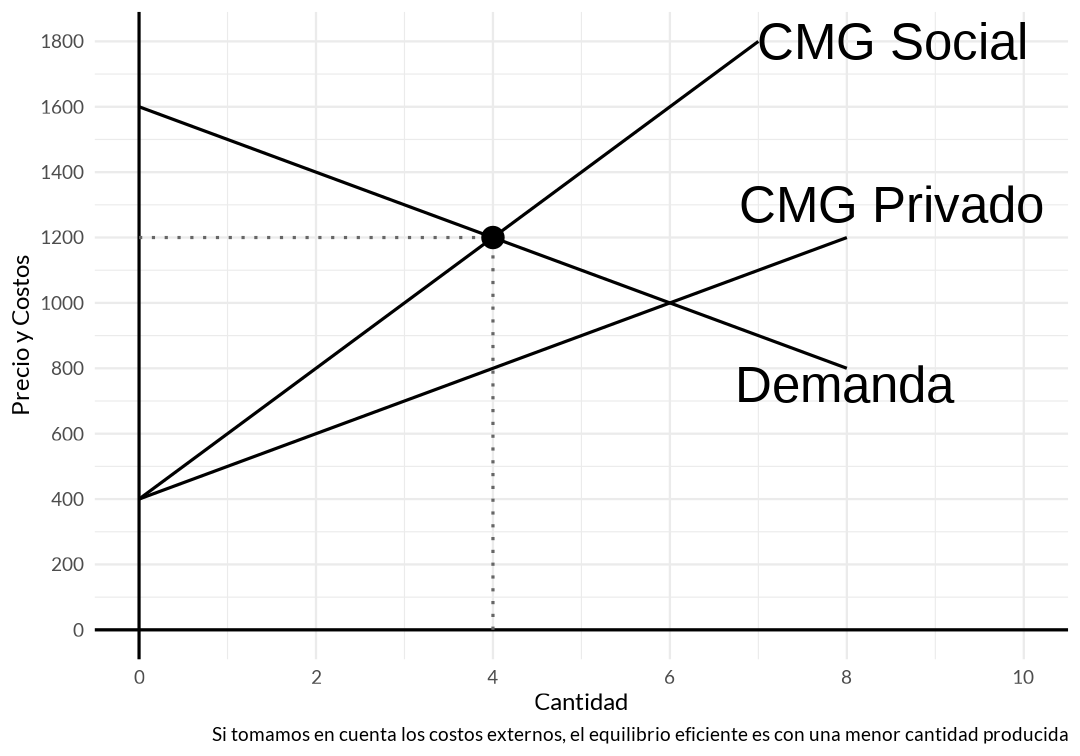 1800
CMG Social
1600
1400
CMG Privado
1200
1000
800
Demanda
600
400
200
0
Precio y Costos
0 2 4 6 8 10
Cantidad
Si tomamos en cuenta los costos externos, el equilibrio eficiente es con una menor cantidad producida